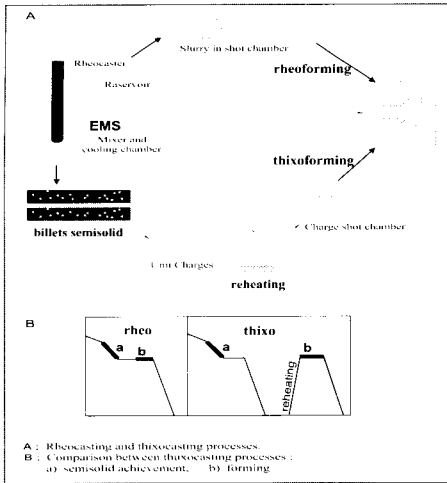 A
Slurry in shot chamber
Rheocaster
rheoforming
Raservoir
EMS
Mixer and
cooling chamber
thixoforming
billets semisolid
Charge shot chamber
Unit Charges
reheating
B
rheo
thixo
a
b
a
b
reheating
A : Rheocasting and thixocasting processes.
B : Comparison between thixocasting processes :
a) semisolid achievement, b) forming